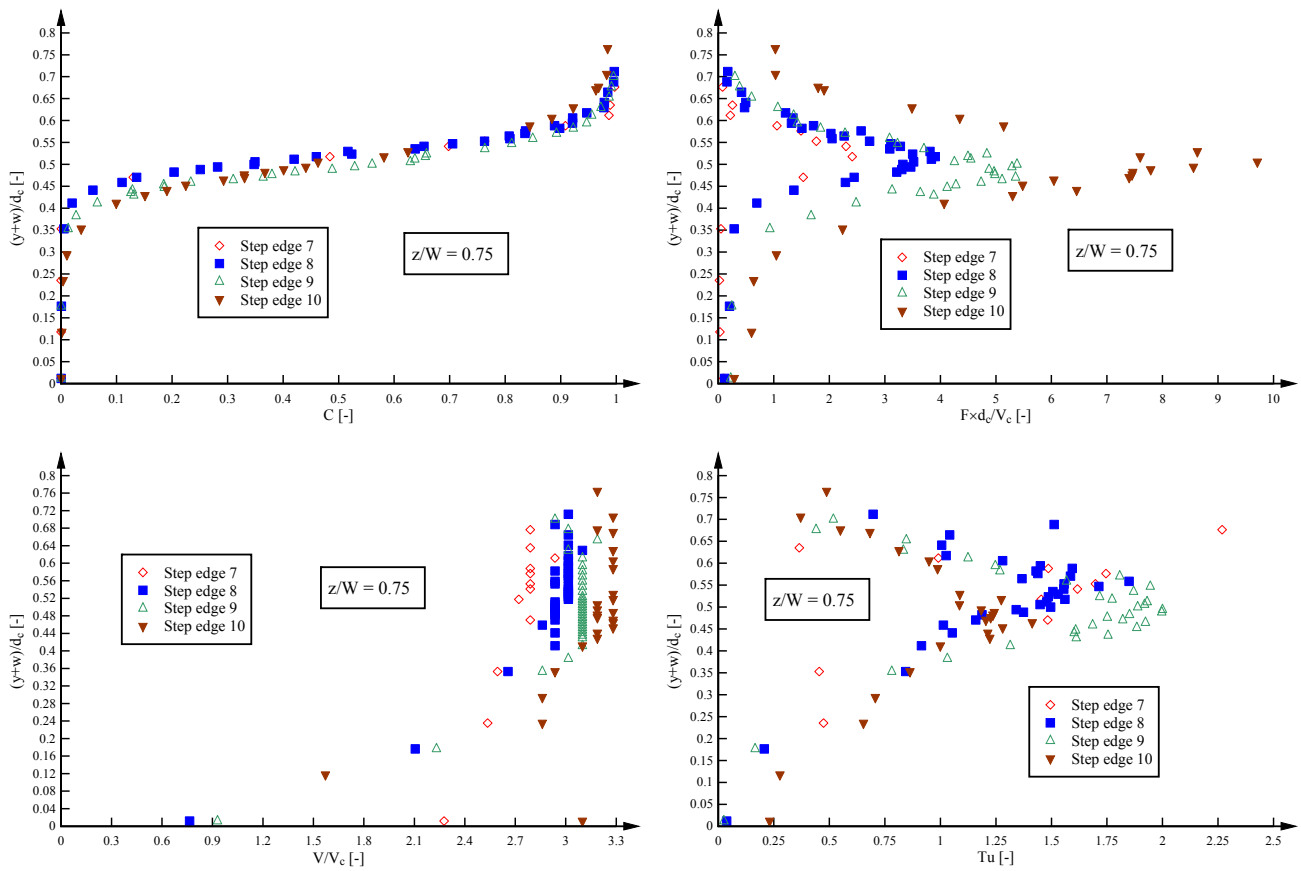 0.8
0.75
0.7
0.65
0.6
0.55
0.5
0.45
0.4
0.35
0.3
0.25
0.2
0.15
0.1
0.05
0
(y+w)/dc [-]
Step edge 7
Step edge 8
Step edge 9
Step edge 10
z/W = 0.75
0 0.1 0.2 0.3 0.4 0.5 0.6 0.7 0.8 0.9 1
C [-]
0.8
0.75
0.7
0.65
0.6
0.55
0.5
0.45
0.4
0.35
0.3
0.25
0.2
0.15
0.1
0.05
0
(y+w)/dc [-]
z/W = 0.75
Step edge 7
Step edge 8
Step edge 9
Step edge 10
0 1 2 3 4 5 6 7 8 9 10
F×dc/Vc [-]
0.8
0.76
0.72
0.68
0.64
0.6
0.56
0.52
0.48
0.44
0.4
0.36
0.32
0.28
0.24
0.2
0.16
0.12
0.08
0.04
0
(y+w)/dc [-]
Step edge 7
Step edge 8
Step edge 9
Step edge 10
z/W = 0.75
0 0.3 0.6 0.9 1.2 1.5 1.8 2.1 2.4 2.7 3 3.3
V/Vc [-]
0.8
0.75
0.7
0.65
0.6
0.55
0.5
0.45
0.4
0.35
0.3
0.25
0.2
0.15
0.1
0.05
0
(y+w)/dc [-]
z/W = 0.75
Step edge 7
Step edge 8
Step edge 9
Step edge 10
0 0.25 0.5 0.75 1 1.25 1.5 1.75 2 2.25 2.5
Tu [-]